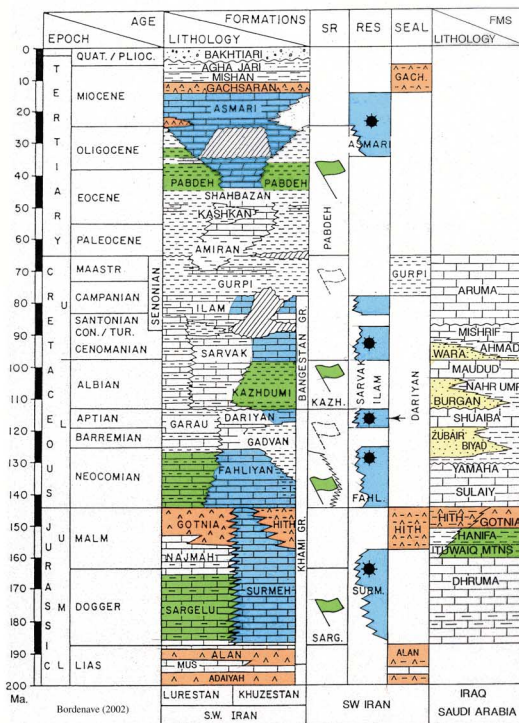 AGE
EPOCH
FORMATIONS
LITHOLOGY
SR
RES
SEAL
FMS
LITHOLOGY
0
10
20
30
40
50
60
70
80
90
100
110
120
130
140
150
160
170
180
190
200
Ma.
TERTIARY
CRETACEOUS
JURASSIC
U
L
U
M
L
QUAT. / PLIOC.
MIOCENE
OLIGOCENE
EOCENE
PALEOCENE
MAASTR
CAMPANIAN
SANTONIAN
CON. / TUR.
CENOMANIAN
SENONIAN
ALBIAN
APTIAN
BARREMIAN
NEOCOMIAN
MALM
DOGGER
LIAS
BAKHTIARI
AGHA JARI
MISHAN
GACHSARAN
ASMARI
PABDEH
PABDEH
SHAHBAZAN
KASHKAN
AMIRAN
GURPI
ILAM
SARVAK
KAZHDUMI
DARIYAN
GARAU
GADVAN
FAHLIYAN
GOTNIA
HITH
NAJMAH
SURMEH
SARGELU
ALAN
MUS
ADAIYAH
BANGESTAN GR.
KHAMI GR.
PABDEH
KAZH.
SARG.
ASMARI
SARVAK
ILAM
FAHL.
SURM.
GACH.
GURPI
DARIYAN
HITH
ALAN
ARUMA
MISHRIF
AHMADI
WARA
MAUDUD
NAHR UMR
BURGAN
SHUAIBA
ZUBAIR
BIYAD
YAMAHA
SULAIY
HITH
GOTNIA
HANIFA
TUWAIQ MTNS
DHRUMA
Bordenave (2002)
LURESTAN
KHUZESTAN
S.W. IRAN
SW IRAN
IRAQ
SAUDI ARABIA